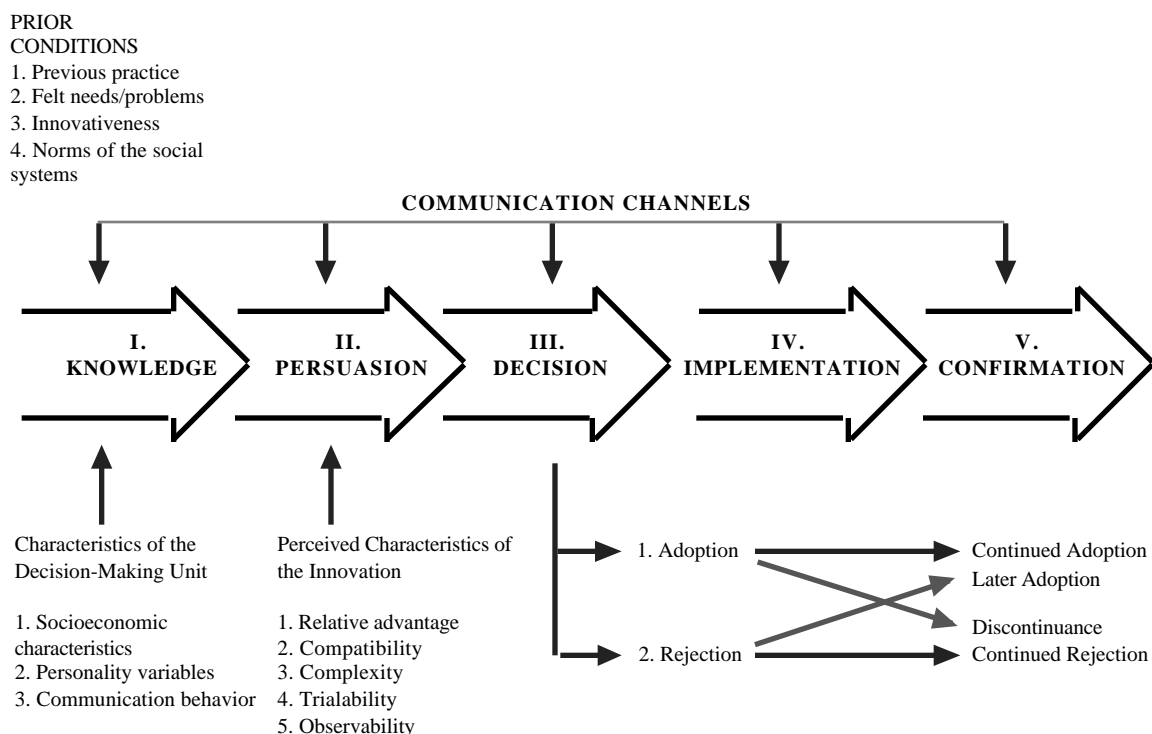 PRIOR
CONDITIONS
1. Previous practice
2. Felt needs/problems
3. Innovativeness
4. Norms of the social
systems
COMMUNICATION CHANNELS
I.
KNOWLEDGE
II.
PERSUASION
III.
DECISION
IV.
IMPLEMENTATION
V.
CONFIRMATION
Characteristics of the
Decision-Making Unit
1. Socioeconomic
characteristics
2. Personality variables
3. Communication behavior
Perceived Characteristics of
the Innovation
1. Relative advantage
2. Compatibility
3. Complexity
4. Trialability
5. Observability
1. Adoption
2. Rejection
Continued Adoption
Later Adoption
Discontinuance
Continued Rejection